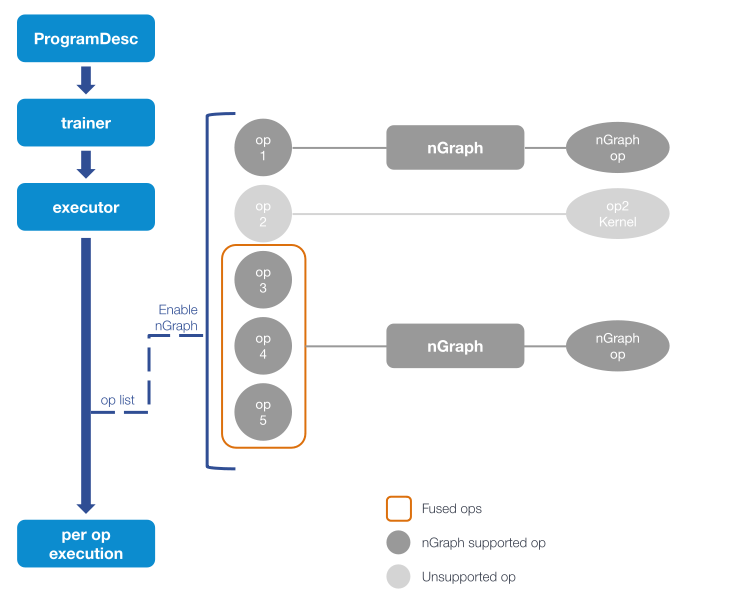 ProgramDesc
trainer
executor
Enable
nGraph
op list
per op
execution
op
1
nGraph
nGraph
op
op
2
op2
Kernel
op
3
op
4
nGraph
nGraph
op
op
5
Fused ops
nGraph supported op
Unsupported op